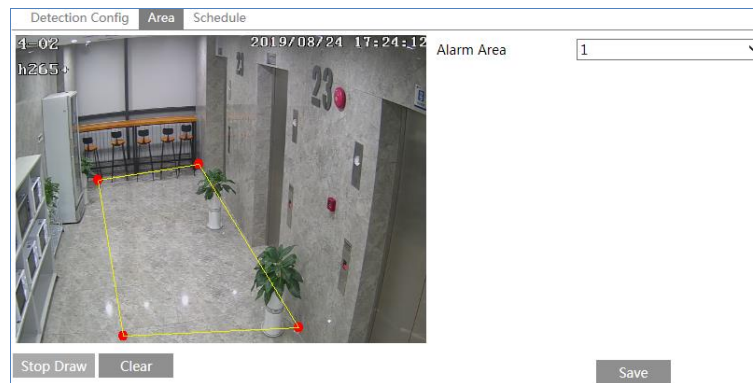 Detection Config Area Schedule
4-02 2019/08/24 17:24:12
h265+
23
23
Alarm Area 1
Stop Draw Clear
Save